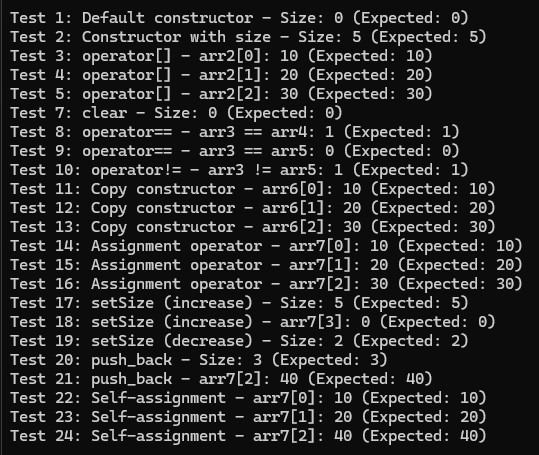 Test 1: Default constructor - Size: 0 (Expected: 0)
Test 2: Constructor with size - Size: 5 (Expected: 5)
Test 3: operator[] - arr2[0]: 10 (Expected: 10)
Test 4: operator[] - arr2[1]: 20 (Expected: 20)
Test 5: operator[] - arr2[2]: 30 (Expected: 30)
Test 7: clear - Size: 0 (Expected: 0)
Test 8: operator== - arr3 == arr4: 1 (Expected: 1)
Test 9: operator== - arr3 == arr5: 0 (Expected: 0)
Test 10: operator!= - arr3 != arr5: 1 (Expected: 1)
Test 11: Copy constructor - arr6[0]: 10 (Expected: 10)
Test 12: Copy constructor - arr6[1]: 20 (Expected: 20)
Test 13: Copy constructor - arr6[2]: 30 (Expected: 30)
Test 14: Assignment operator - arr7[0]: 10 (Expected: 10)
Test 15: Assignment operator - arr7[1]: 20 (Expected: 20)
Test 16: Assignment operator - arr7[2]: 30 (Expected: 30)
Test 17: setSize (increase) - Size: 5 (Expected: 5)
Test 18: setSize (increase) - arr7[3]: 0 (Expected: 0)
Test 19: setSize (decrease) - Size: 2 (Expected: 2)
Test 20: push_back - Size: 3 (Expected: 3)
Test 21: push_back - arr7[2]: 40 (Expected: 40)
Test 22: Self-assignment - arr7[0]: 10 (Expected: 10)
Test 23: Self-assignment - arr7[1]: 20 (Expected: 20)
Test 24: Self-assignment - arr7[2]: 40 (Expected: 40)